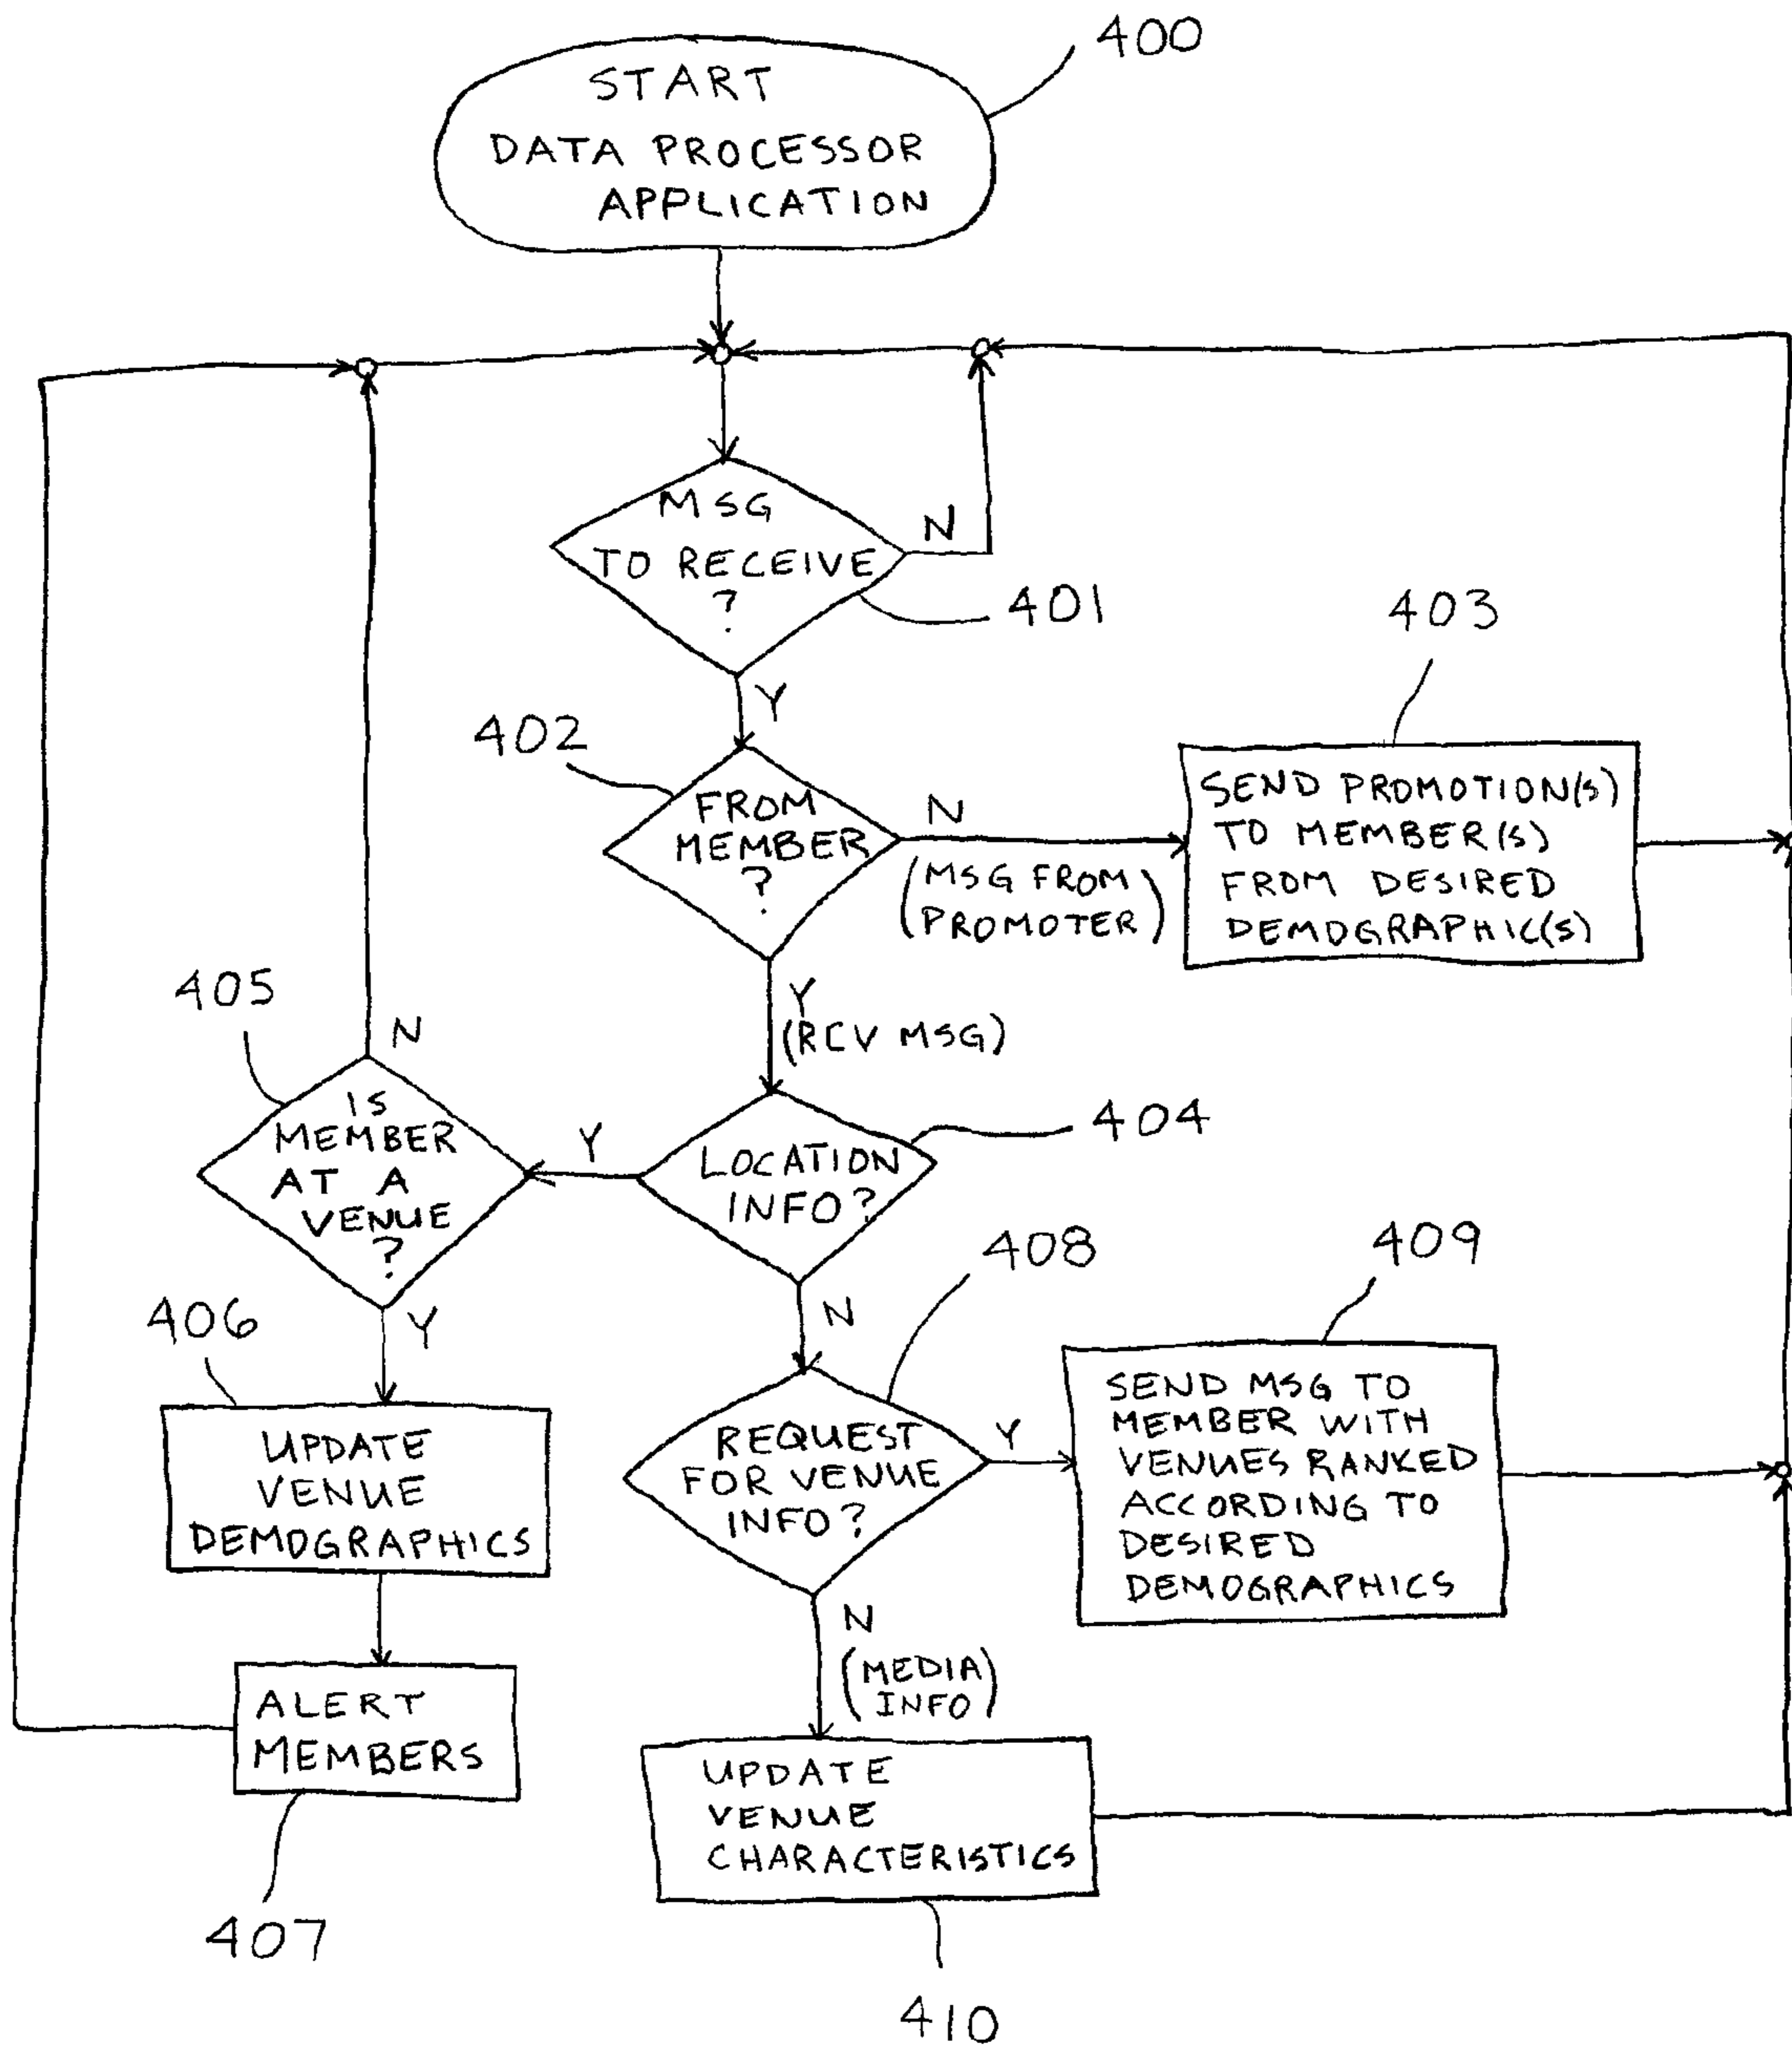 400
START
DATA PROCESSOR
APPLICATION
MSG
TO RECEIVE
?
N
401
Y
402
FROM
MEMBER
?
N
(MSG FROM
PROMOTER)
403
SEND PROMOTION(S)
TO MEMBER(S)
FROM DESIRED
DEMOGRAPHIC(S)
Y
(RCV MSG)
404
LOCATION
INFO?
Y
405
N
IS
MEMBER
AT A
VENUE
?
Y
406
UPDATE
VENUE
DEMOGRAPHICS
ALERT
MEMBERS
407
N
408
REQUEST
FOR VENUE
INFO?
Y
409
SEND MSG TO
MEMBER WITH
VENUES RANKED
ACCORDING TO
DESIRED
DEMOGRAPHICS
N
(MEDIA
INFO)
UPDATE
VENUE
CHARACTERISTICS
410